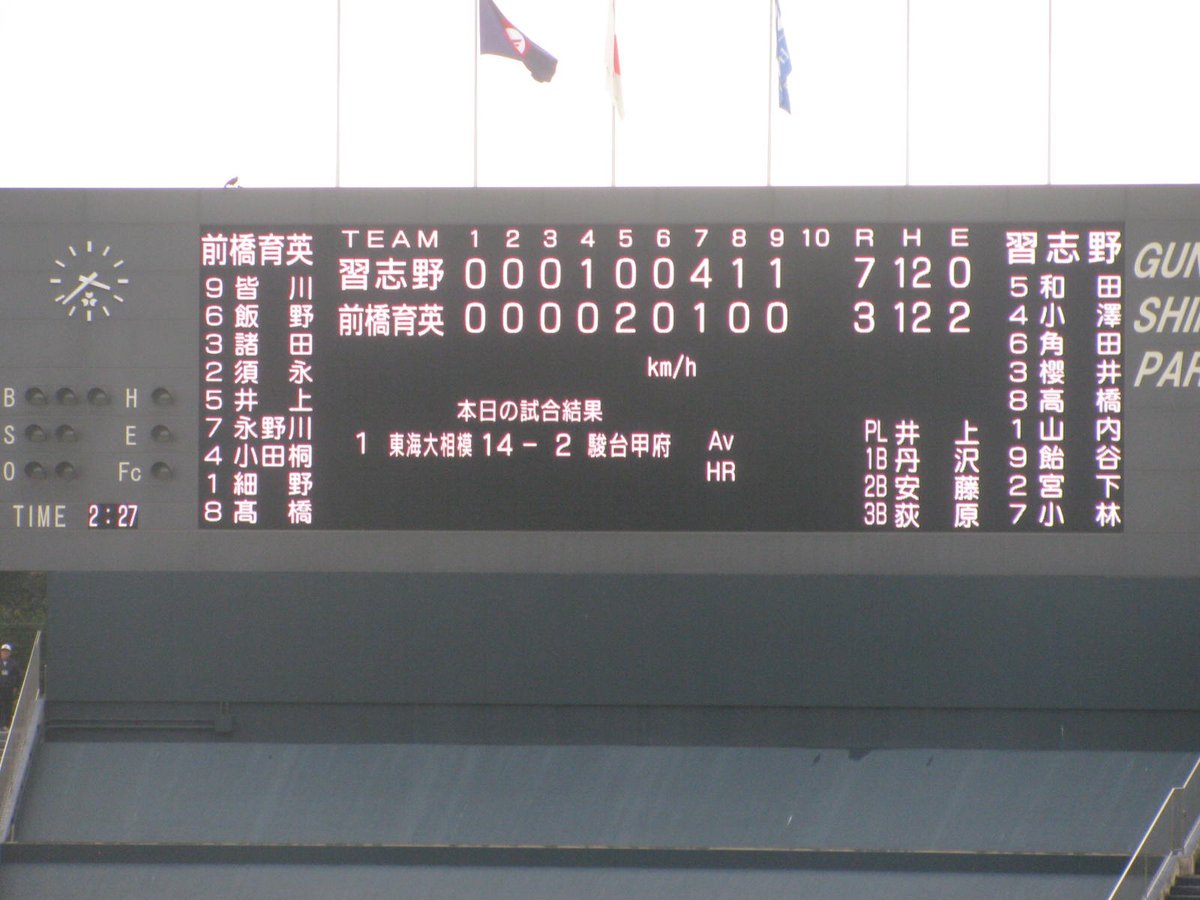 前橋育英
9 皆川
6 飯野
3 諸田
2 須永
5 井上
7 永野川
4 小田桐
1 細野
8 髙橋
TEAM 1 2 3 4 5 6 7 8 9 10 R H E
習志野 0 0 0 1 0 0 4 1 1 7 12 0
前橋育英 0 0 0 0 2 0 1 0 0 3 12 2
km/h
本日の試合結果
1 東海大相模 14 - 2 駿台甲府
Av
HR
PL 井上
1B 丹沢
2B 安藤
3B 荻原
習志野
5 和田
4 小澤
6 角田
3 櫻井
8 高橋
1 山内
9 飴谷
2 宮下
7 小林
B H
S E
O Fc
TIME 2:27
GUN
SHI
PAR